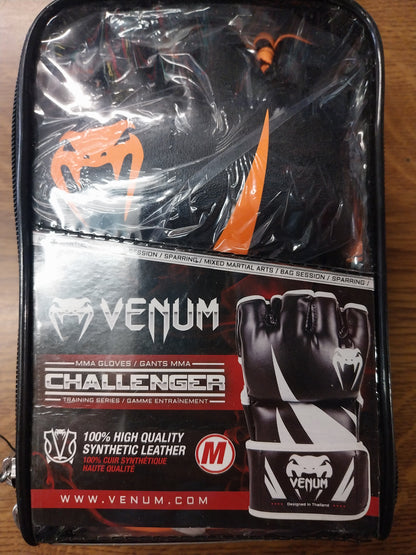 SESSION / SPARRING / MIXED MARTIAL ARTS / BAG SESSION / SPARRING /
VENUM
MMA GLOVES / GANTS MMA
CHALLENGER
TRAINING SERIES / GAMME ENTRAÎNEMENT
100% HIGH QUALITY
SYNTHETIC LEATHER
100% CUIR SYNTHÉTIQUE
HAUTE QUALITÉ
M
VENUM
Designed in Thailand
WWW.VENUM.COM